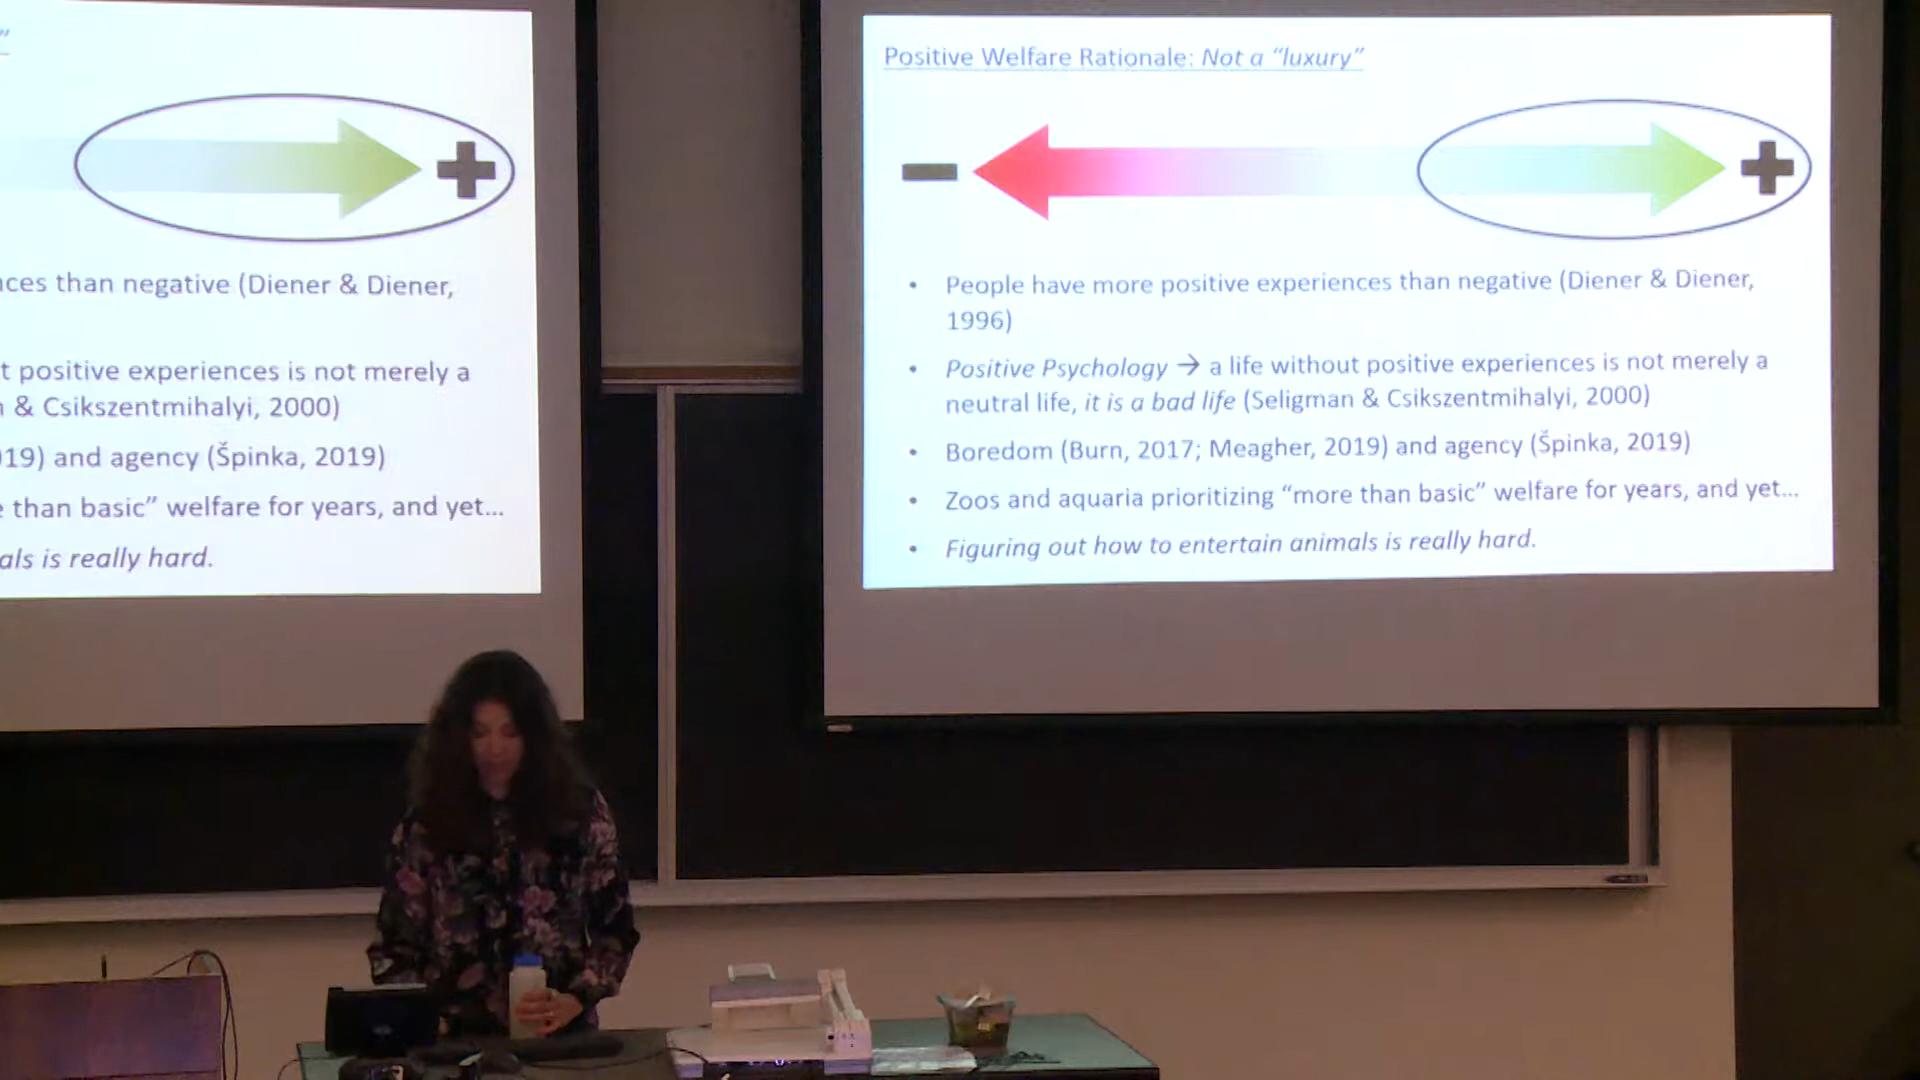 ”
nces than negative (Diener & Diener,
t positive experiences is not merely a
n & Csikszentmihalyi, 2000)
019) and agency (Špinka, 2019)
e than basic” welfare for years, and yet...
als is really hard.
Positive Welfare Rationale: Not a “luxury”
• People have more positive experiences than negative (Diener & Diener,
1996)
• Positive Psychology → a life without positive experiences is not merely a
neutral life, it is a bad life (Seligman & Csikszentmihalyi, 2000)
• Boredom (Burn, 2017; Meagher, 2019) and agency (Špinka, 2019)
• Zoos and aquaria prioritizing “more than basic” welfare for years, and yet...
• Figuring out how to entertain animals is really hard.